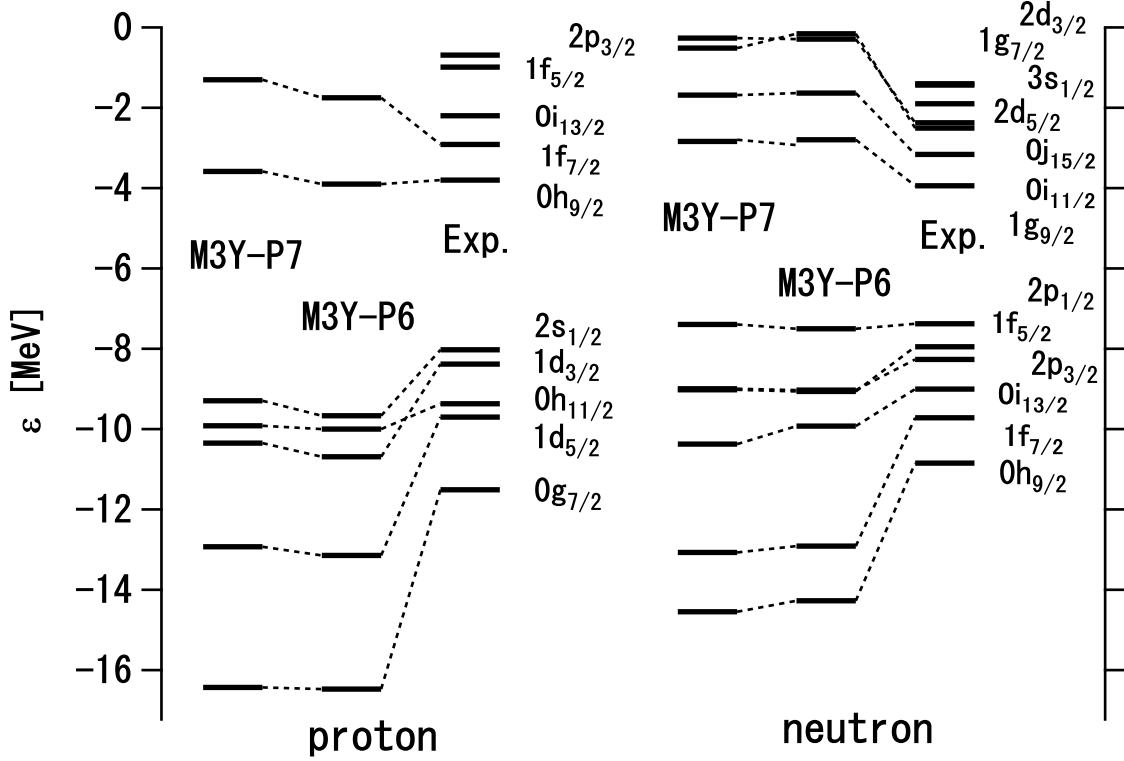 0
−2
−4
−6
−8
−10
−12
−14
−16
ε [MeV]
2p3/2
1f5/2
0i13/2
1f7/2
0h9/2
Exp.
M3Y−P7
M3Y−P6
2s1/2
1d3/2
0h11/2
1d5/2
0g7/2
proton
2d3/2
1g7/2
3s1/2
2d5/2
0j15/2
0i11/2
1g9/2
M3Y−P7
Exp.
M3Y−P6
2p1/2
1f5/2
2p3/2
0i13/2
1f7/2
0h9/2
neutron